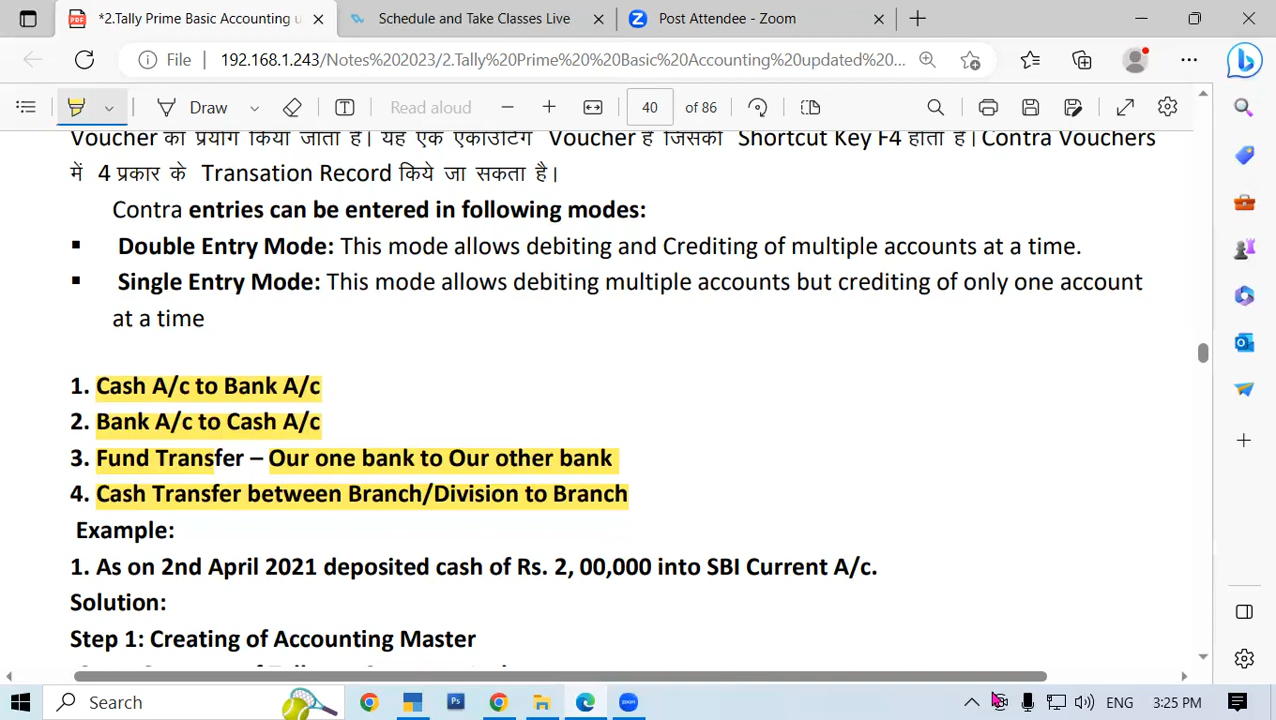 *2.Tally Prime Basic Accounting u
Schedule and Take Classes Live
Post Attendee - Zoom
File
192.168.1.243/Notes%202023/2.Tally%20Prime%20%20Basic%20Accounting%20updated%20...
Draw
Read aloud
40
of 86
Voucher का प्रयोग किया जाता है। यह एक एकाउंटिंग Voucher है जिसकी Shortcut Key F4 होता है। Contra Vouchers
में 4 प्रकार के Transation Record किये जा सकता है।
Contra entries can be entered in following modes:
Double Entry Mode: This mode allows debiting and Crediting of multiple accounts at a time.
Single Entry Mode: This mode allows debiting multiple accounts but crediting of only one account
at a time
1. Cash A/c to Bank A/c
2. Bank A/c to Cash A/c
3. Fund Transfer – Our one bank to Our other bank
4. Cash Transfer between Branch/Division to Branch
Example:
1. As on 2nd April 2021 deposited cash of Rs. 2, 00,000 into SBI Current A/c.
Solution:
Step 1: Creating of Accounting Master
Search
ENG
3:25 PM